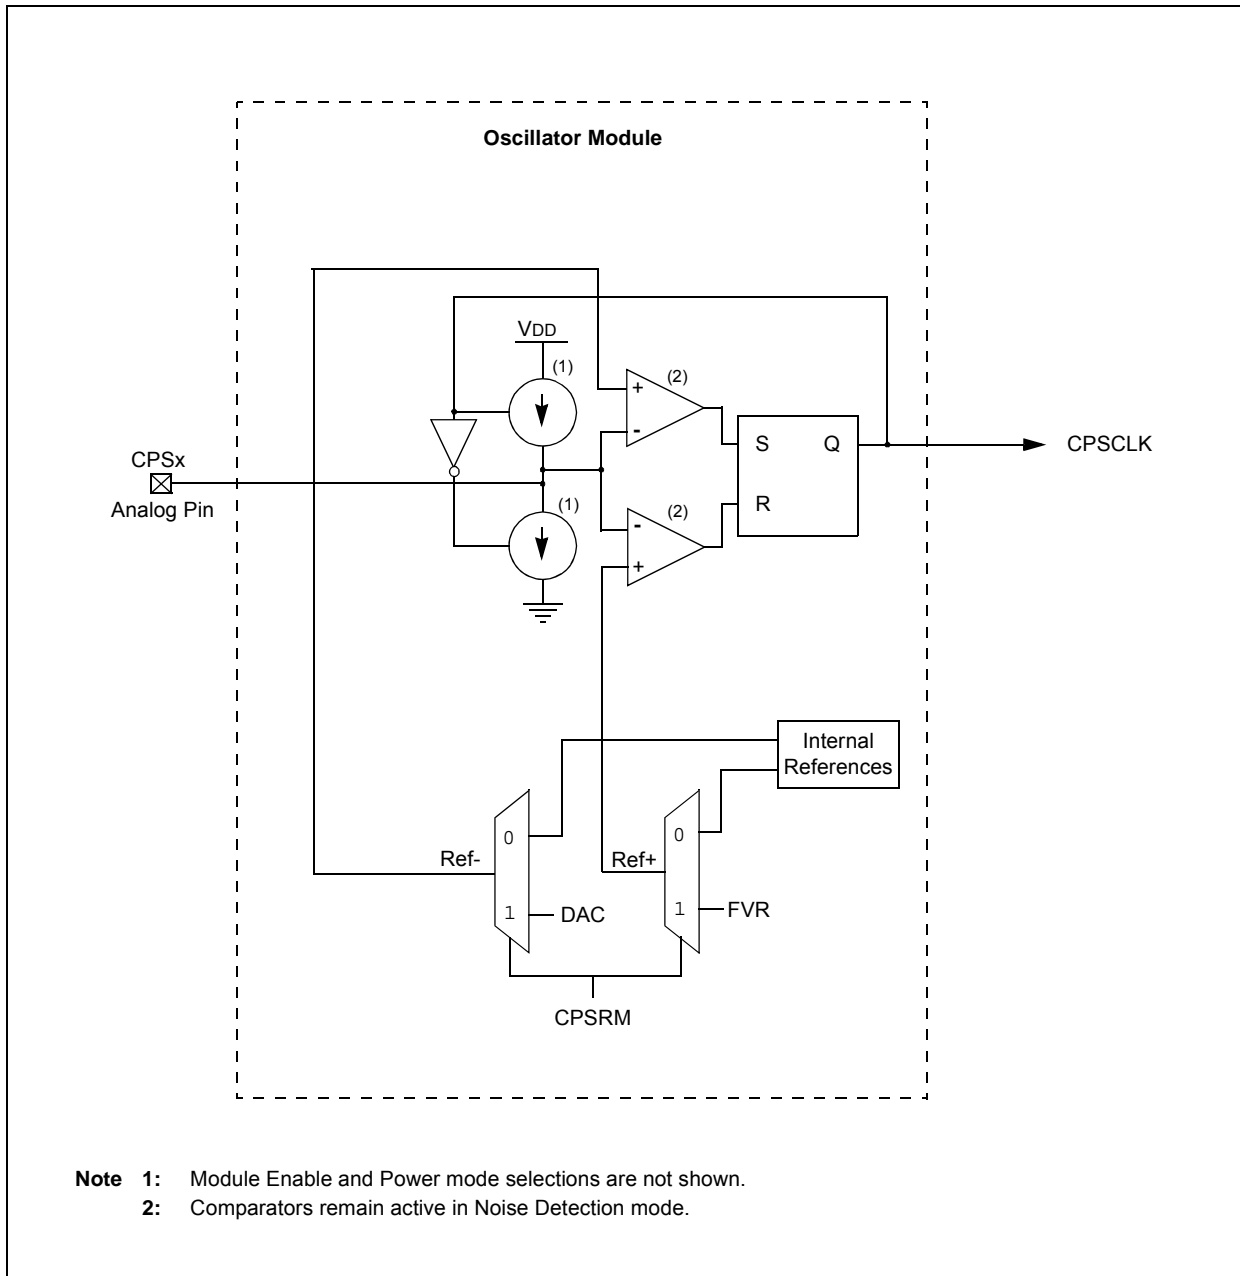 Oscillator Module
VDD
(1)
(2)
+
-
S Q
CPSCLK
CPSx
Analog Pin
(1)
(2)
R
-
+
Internal
References
0
0
Ref-
Ref+
1
DAC
1
FVR
CPSRM
Note 1: Module Enable and Power mode selections are not shown.
2: Comparators remain active in Noise Detection mode.